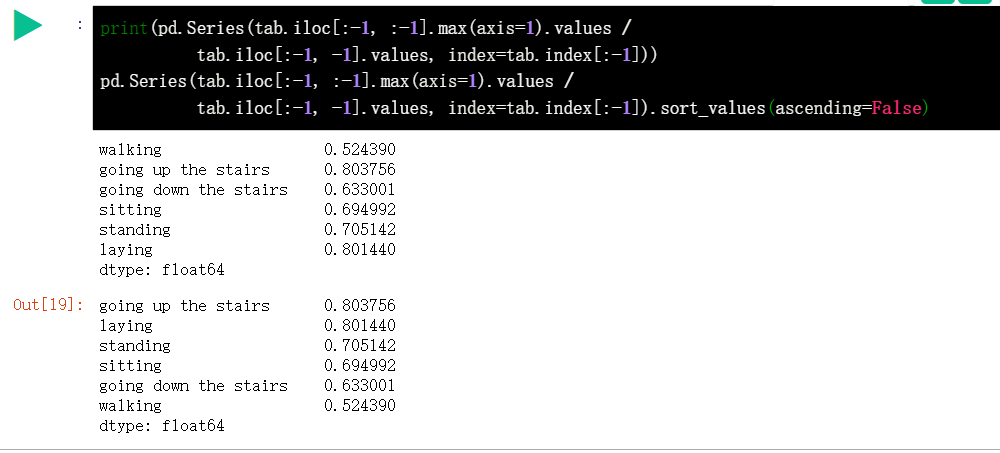 :
print(pd.Series(tab.iloc[:-1, :-1].max(axis=1).values /
tab.iloc[:-1, -1].values, index=tab.index[:-1]))
pd.Series(tab.iloc[:-1, :-1].max(axis=1).values /
tab.iloc[:-1, -1].values, index=tab.index[:-1]).sort_values(ascending=False)
walking 0.524390
going up the stairs 0.803756
going down the stairs 0.633001
sitting 0.694992
standing 0.705142
laying 0.801440
dtype: float64
Out[19]: going up the stairs 0.803756
laying 0.801440
standing 0.705142
sitting 0.694992
going down the stairs 0.633001
walking 0.524390
dtype: float64